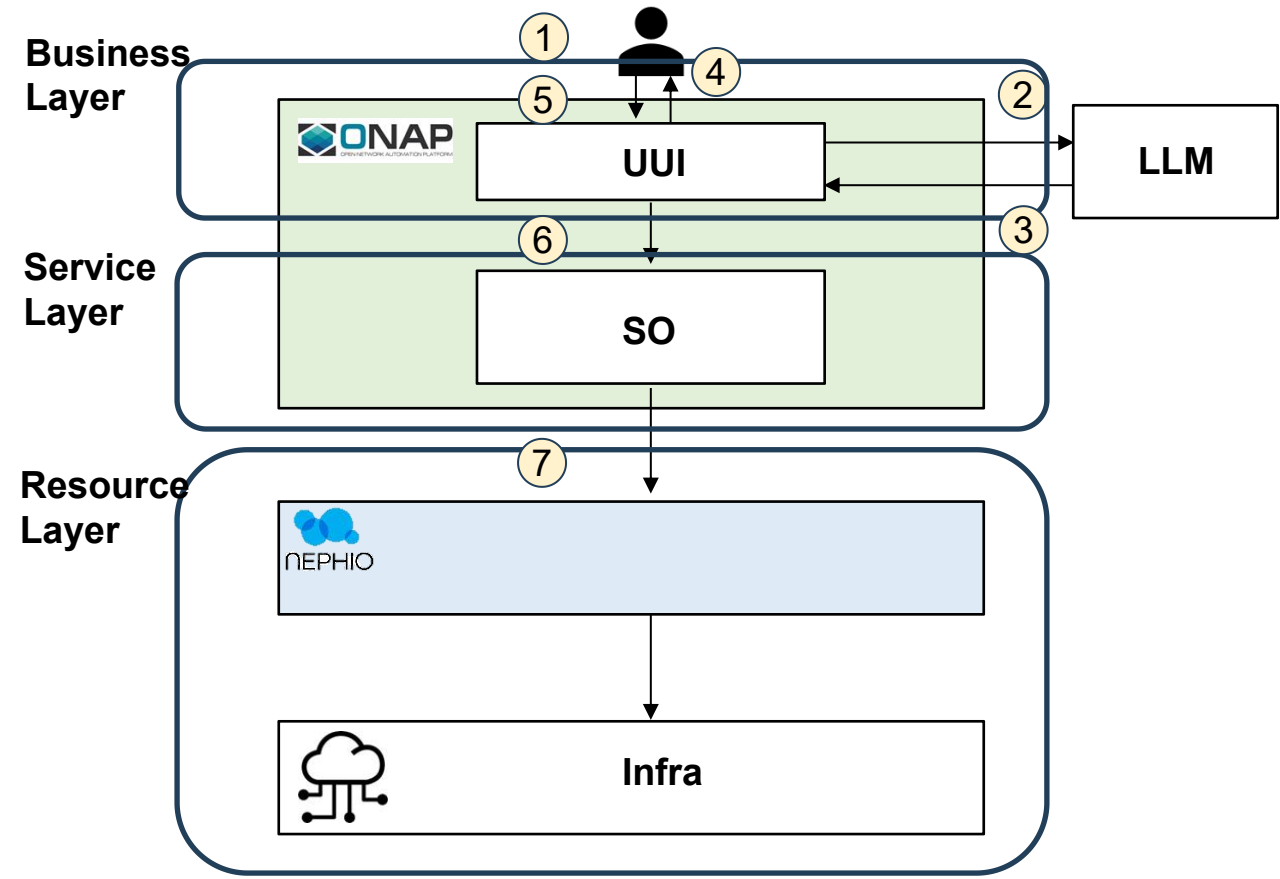 Business
Layer
1
4
2
5
ONAP
OPEN NETWORK AUTOMATION PLATFORM
UUI
LLM
3
6
Service
Layer
SO
7
Resource
Layer
NEPHIO
Infra